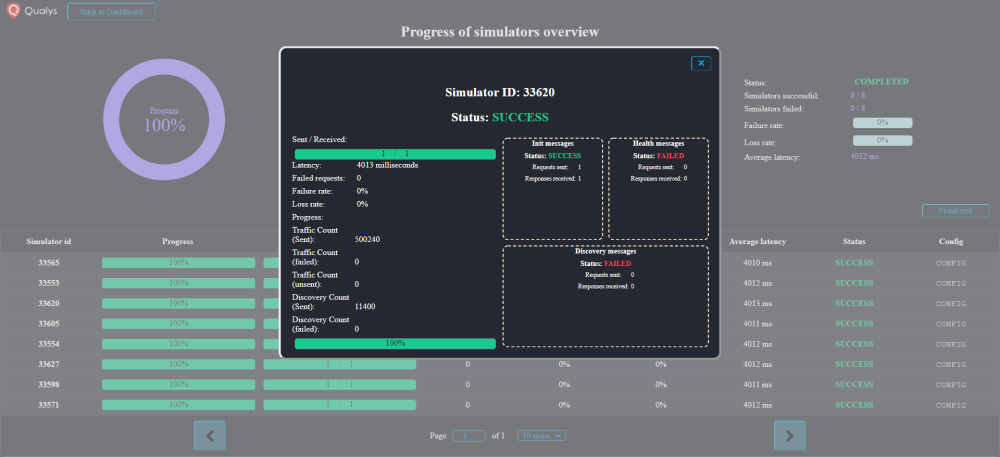 Qualys
Back to Dashboard
Progress of simulators overview
Progress
100%
Status: COMPLETED
Simulators successful: 8 / 8
Simulators failed: 0 / 8
Failure rate: 0%
Loss rate: 0%
Average latency: 4012 ms
Finish test
×
Simulator ID: 33620
Status: SUCCESS
Sent / Received:
1 / 1
Latency: 4013 milliseconds
Failed requests: 0
Failure rate: 0%
Loss rate: 0%
Progress:
Traffic Count
(Sent): 500240
Traffic Count
(failed): 0
Traffic Count
(unsent): 0
Discovery Count
(Sent): 11400
Discovery Count
(failed): 0
100%
Init messages
Status: SUCCESS
Requests sent: 1
Responses received: 1
Health messages
Status: FAILED
Requests sent: 0
Responses received: 0
Discovery messages
Status: FAILED
Requests sent: 0
Responses received: 0
Simulator id Progress Average latency Status Config
33565 100% 4010 ms SUCCESS CONFIG
33553 100% 4012 ms SUCCESS CONFIG
33620 100% 4013 ms SUCCESS CONFIG
33605 100% 4011 ms SUCCESS CONFIG
33554 100% 4012 ms SUCCESS CONFIG
33627 100% 1 / 1 0 0% 0% 4012 ms SUCCESS CONFIG
33598 100% 1 / 1 0 0% 0% 4011 ms SUCCESS CONFIG
33571 100% 1 / 1 0 0% 0% 4012 ms SUCCESS CONFIG
Page 1 of 1 10 rows